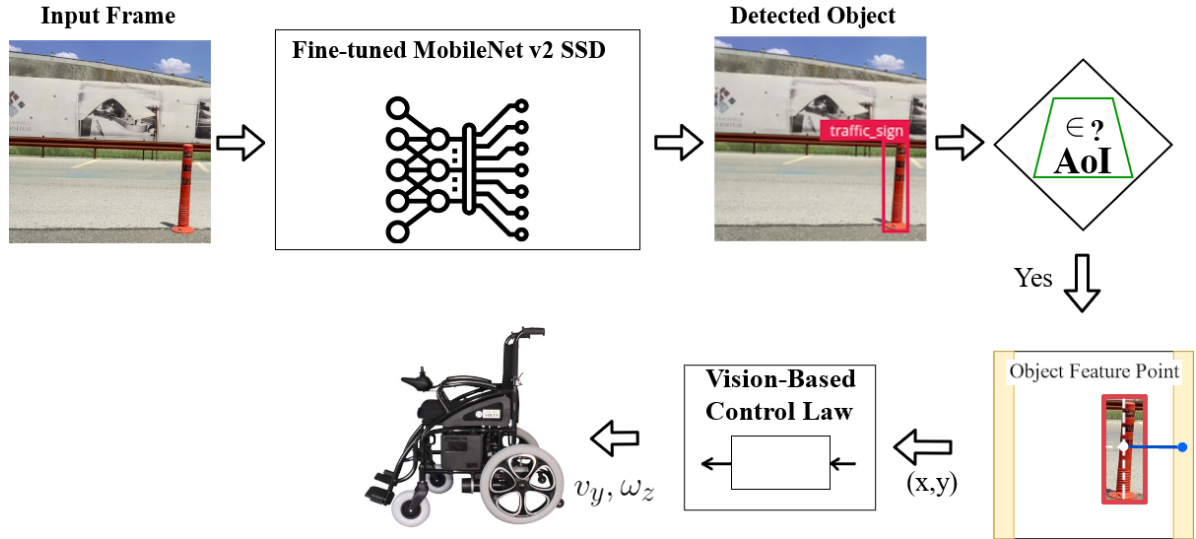 Input Frame
Fine-tuned MobileNet v2 SSD
Detected Object
traffic_sign
∈ ?
AoI
Yes
Object Feature Point
(x,y)
Vision-Based
Control Law
v_y, ω_z